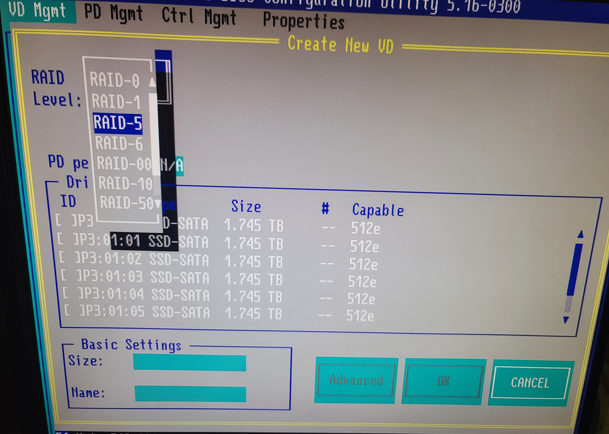 Configuration Utility 5.16-0300
VD Mgmt PD Mgmt Ctrl Mgmt Properties
Create New VD
RAID
Level:
RAID-0
RAID-1
RAID-5
RAID-6
RAID-00
RAID-10
RAID-50
PD pe N/A
Dri
ID Size # Capable
[ ]P3 D-SATA 1.745 TB -- 512e
[ ]P3:01:01 SSD-SATA 1.745 TB -- 512e
[ ]P3:01:02 SSD-SATA 1.745 TB -- 512e
[ ]P3:01:03 SSD-SATA 1.745 TB -- 512e
[ ]P3:01:04 SSD-SATA 1.745 TB -- 512e
[ ]P3:01:05 SSD-SATA 1.745 TB -- 512e
Basic Settings
Size:
Name:
Advanced OK CANCEL